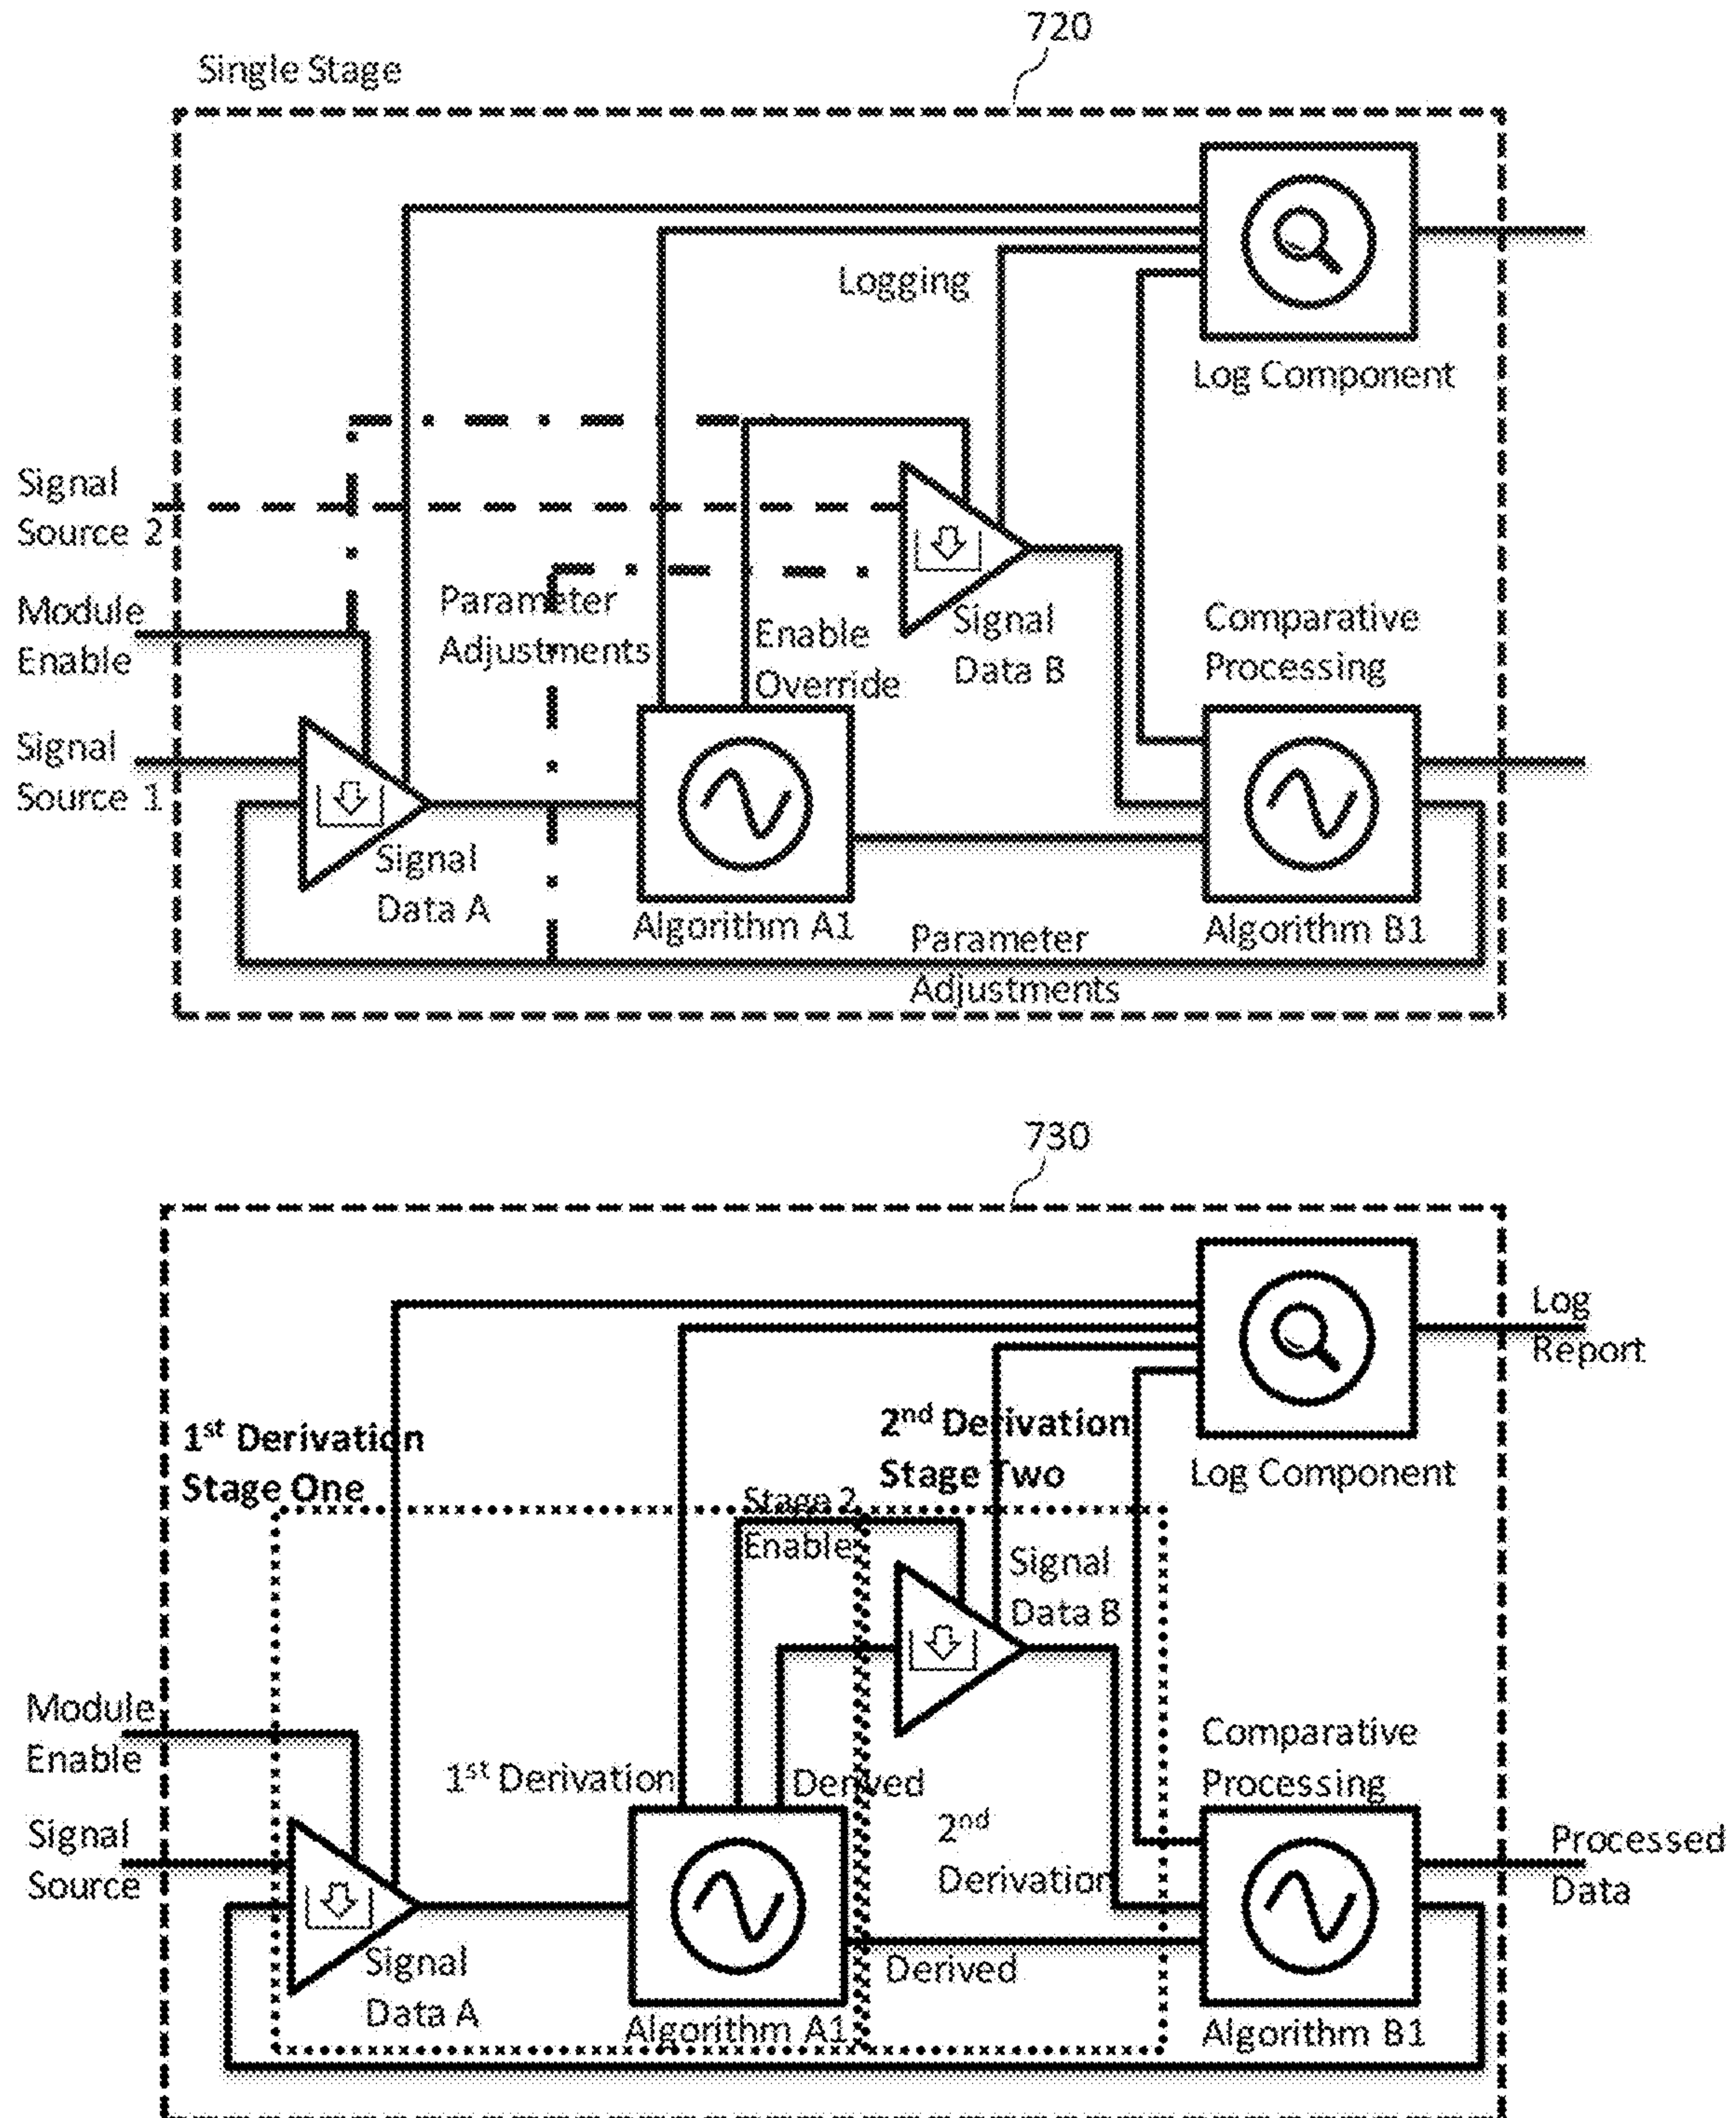 720
Single Stage
Logging
Log Component
Signal
Source 2
Module
Enable
Parameter
Adjustments
Enable
Override
Signal
Data B
Comparative
Processing
Signal
Source 1
Signal
Data A
Algorithm A1
Parameter
Adjustments
Algorithm B1
730
Log
Report
1st Derivation
Stage One
2nd Derivation
Stage Two
Log Component
Stage 2
Enable
Signal
Data B
Module
Enable
1st Derivation
Derived
Comparative
Processing
Signal
Source
2nd
Derivation
Processed
Data
Signal
Data A
Derived
Algorithm A1
Algorithm B1